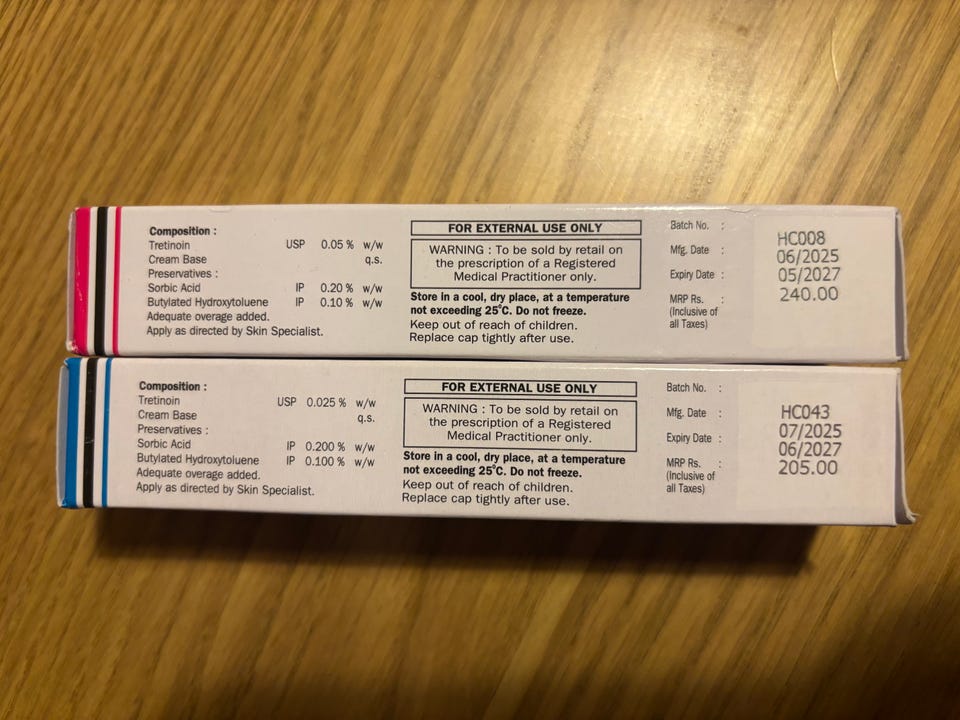 Composition :
Tretinoin USP 0.05 % w/w
Cream Base q.s.
Preservatives :
Sorbic Acid IP 0.20 % w/w
Butylated Hydroxytoluene IP 0.10 % w/w
Adequate overage added.
Apply as directed by Skin Specialist.
FOR EXTERNAL USE ONLY
WARNING : To be sold by retail on
the prescription of a Registered
Medical Practitioner only.
Store in a cool, dry place, at a temperature
not exceeding 25°C. Do not freeze.
Keep out of reach of children.
Replace cap tightly after use.
Batch No. : HC008
Mfg. Date : 06/2025
Expiry Date : 05/2027
MRP Rs. : 240.00
(Inclusive of
all Taxes)
Composition :
Tretinoin USP 0.025 % w/w
Cream Base q.s.
Preservatives :
Sorbic Acid IP 0.200 % w/w
Butylated Hydroxytoluene IP 0.100 % w/w
Adequate overage added.
Apply as directed by Skin Specialist.
FOR EXTERNAL USE ONLY
WARNING : To be sold by retail on
the prescription of a Registered
Medical Practitioner only.
Store in a cool, dry place, at a temperature
not exceeding 25°C. Do not freeze.
Keep out of reach of children.
Replace cap tightly after use.
Batch No. : HC043
Mfg. Date : 07/2025
Expiry Date : 06/2027
MRP Rs. : 205.00
(Inclusive of
all Taxes)